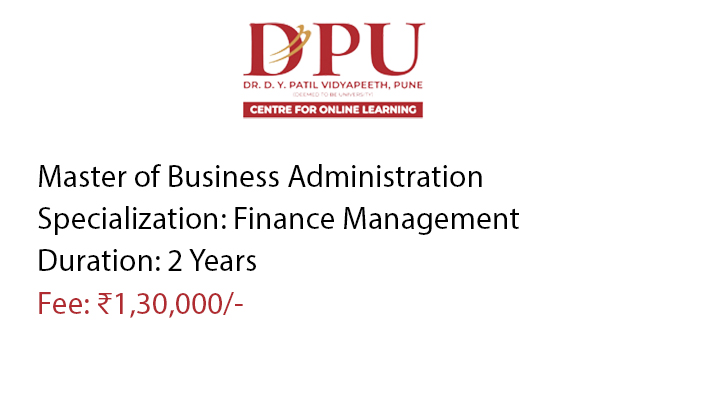 DPU
DR. D. Y. PATIL VIDYAPEETH, PUNE
(DEEMED TO BE UNIVERSITY)
CENTRE FOR ONLINE LEARNING
Master of Business Administration
Specialization: Finance Management
Duration: 2 Years
Fee: ₹1,30,000/-